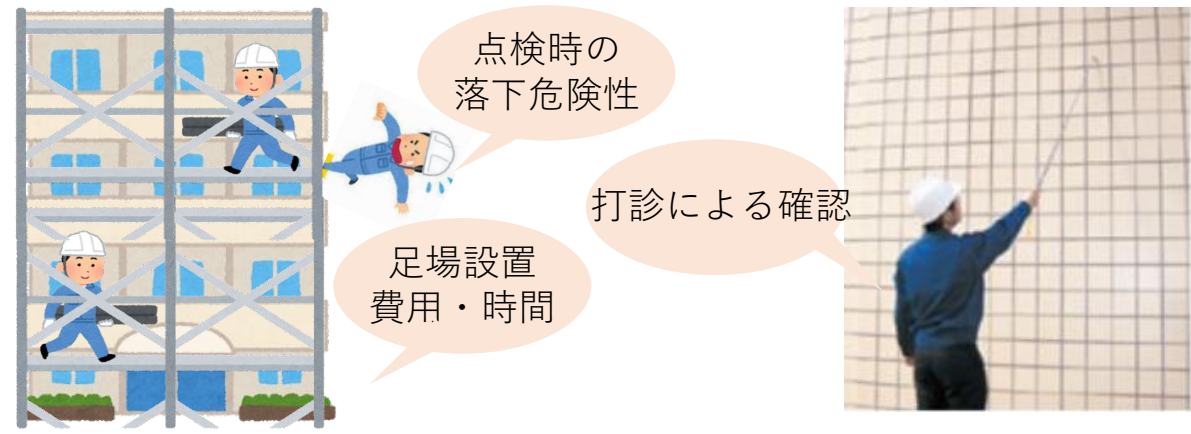 点検時の
落下危険性
打診による確認
足場設置
費用・時間